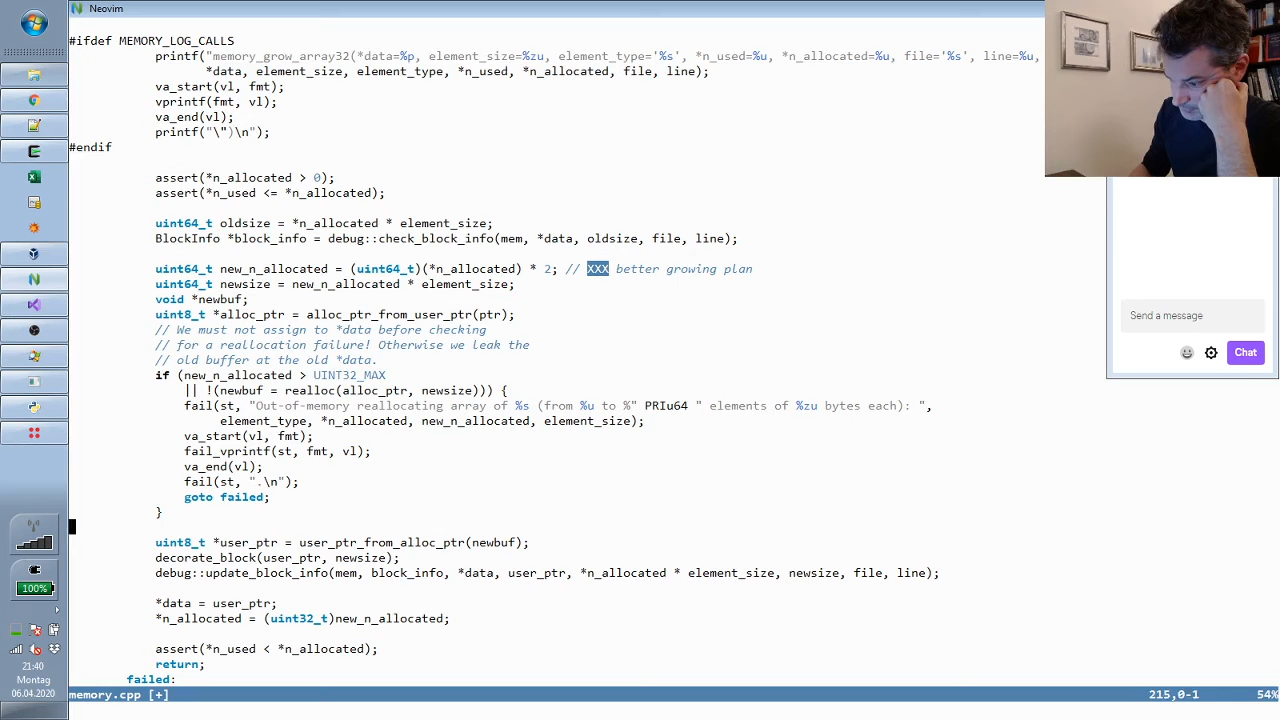 Neovim
#ifdef MEMORY_LOG_CALLS
printf("memory_grow_array32(*data=%p, element_size=%zu, element_type='%s', *n_used=%u, *n_allocated=%u, file='%s', line=%u,
*data, element_size, element_type, *n_used, *n_allocated, file, line);
va_start(vl, fmt);
vprintf(fmt, vl);
va_end(vl);
printf("\")\n");
#endif
assert(*n_allocated > 0);
assert(*n_used <= *n_allocated);
uint64_t oldsize = *n_allocated * element_size;
BlockInfo *block_info = debug::check_block_info(mem, *data, oldsize, file, line);
uint64_t new_n_allocated = (uint64_t)(*n_allocated) * 2; // XXX better growing plan
uint64_t newsize = new_n_allocated * element_size;
void *newbuf;
uint8_t *alloc_ptr = alloc_ptr_from_user_ptr(ptr);
// We must not assign to *data before checking
// for a reallocation failure! Otherwise we leak the
// old buffer at the old *data.
if (new_n_allocated > UINT32_MAX
|| !(newbuf = realloc(alloc_ptr, newsize))) {
fail(st, "Out-of-memory reallocating array of %s (from %u to %" PRIu64 " elements of %zu bytes each): ",
element_type, *n_allocated, new_n_allocated, element_size);
va_start(vl, fmt);
fail_vprintf(st, fmt, vl);
va_end(vl);
fail(st, ".\n");
goto failed;
}
uint8_t *user_ptr = user_ptr_from_alloc_ptr(newbuf);
decorate_block(user_ptr, newsize);
debug::update_block_info(mem, block_info, *data, user_ptr, *n_allocated * element_size, newsize, file, line);
*data = user_ptr;
*n_allocated = (uint32_t)new_n_allocated;
assert(*n_used < *n_allocated);
return;
failed:
memory.cpp [+] 215,0-1 54%
Send a message
Chat
100%
21:40
Montag
06.04.2020